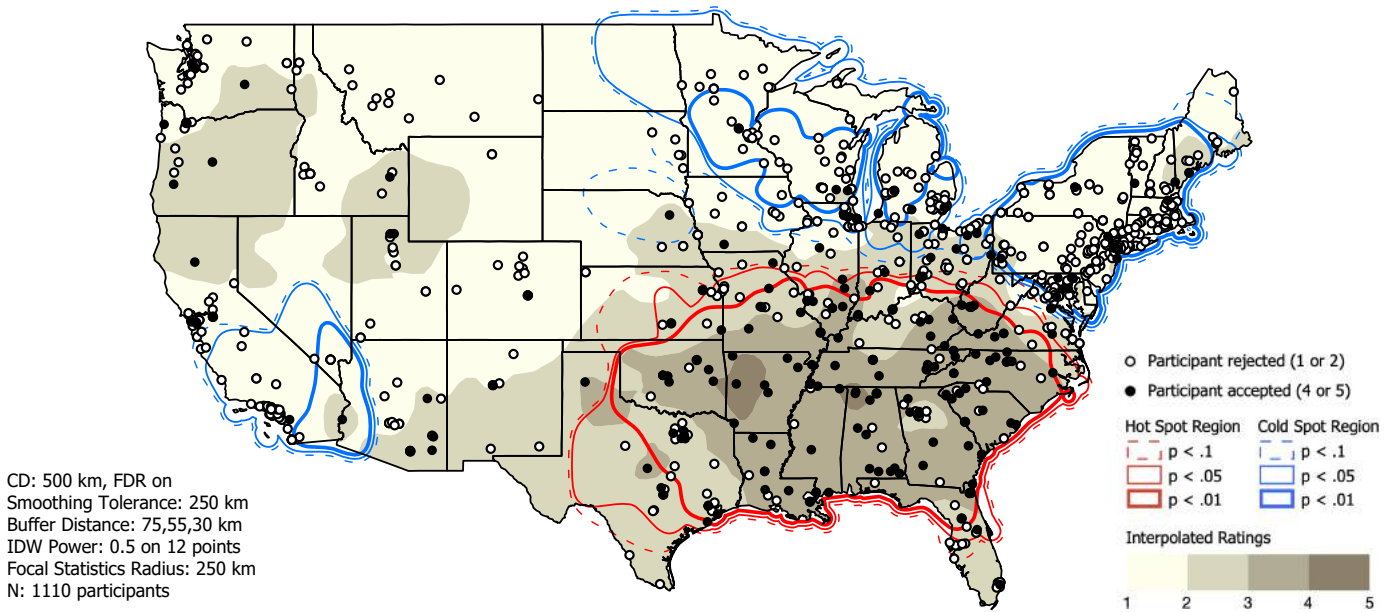 CD: 500 km, FDR on
Smoothing Tolerance: 250 km
Buffer Distance: 75,55,30 km
IDW Power: 0.5 on 12 points
Focal Statistics Radius: 250 km
N: 1110 participants
Participant rejected (1 or 2)
Participant accepted (4 or 5)
Hot Spot Region Cold Spot Region
p < .1 p < .1
p < .05 p < .05
p < .01 p < .01
Interpolated Ratings
1 2 3 4 5